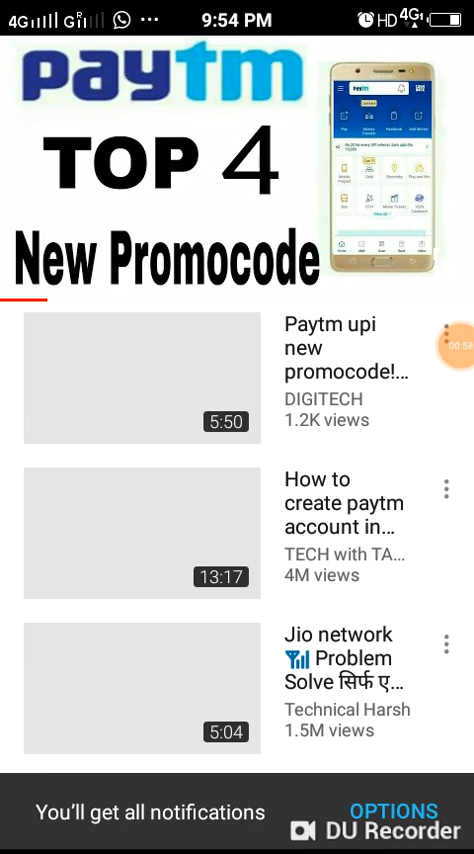 4G G R 9:54 PM HD 4G
paytm
TOP 4
New Promocode
paytm
00:58
Paytm upi
new
promocode!...
DIGITECH
1.2K views
5:50
How to
create paytm
account in...
TECH with TA...
4M views
13:17
Jio network
Problem
Solve सिर्फ ए...
Technical Harsh
1.5M views
5:04
You'll get all notifications OPTIONS
DU Recorder